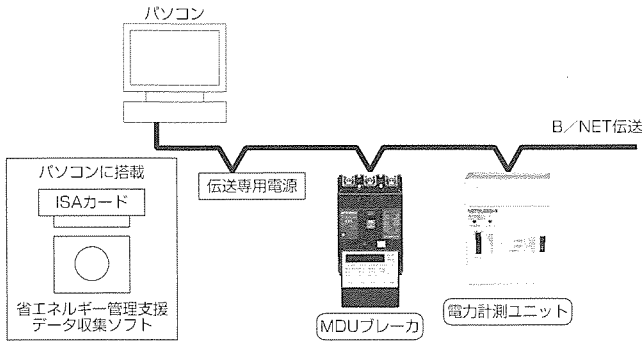 パソコン
B／NET伝送
パソコンに搭載
ISAカード
伝送専用電源
省エネルギー管理支援
データ収集ソフト
MDUブレーカ
電力計測ユニット